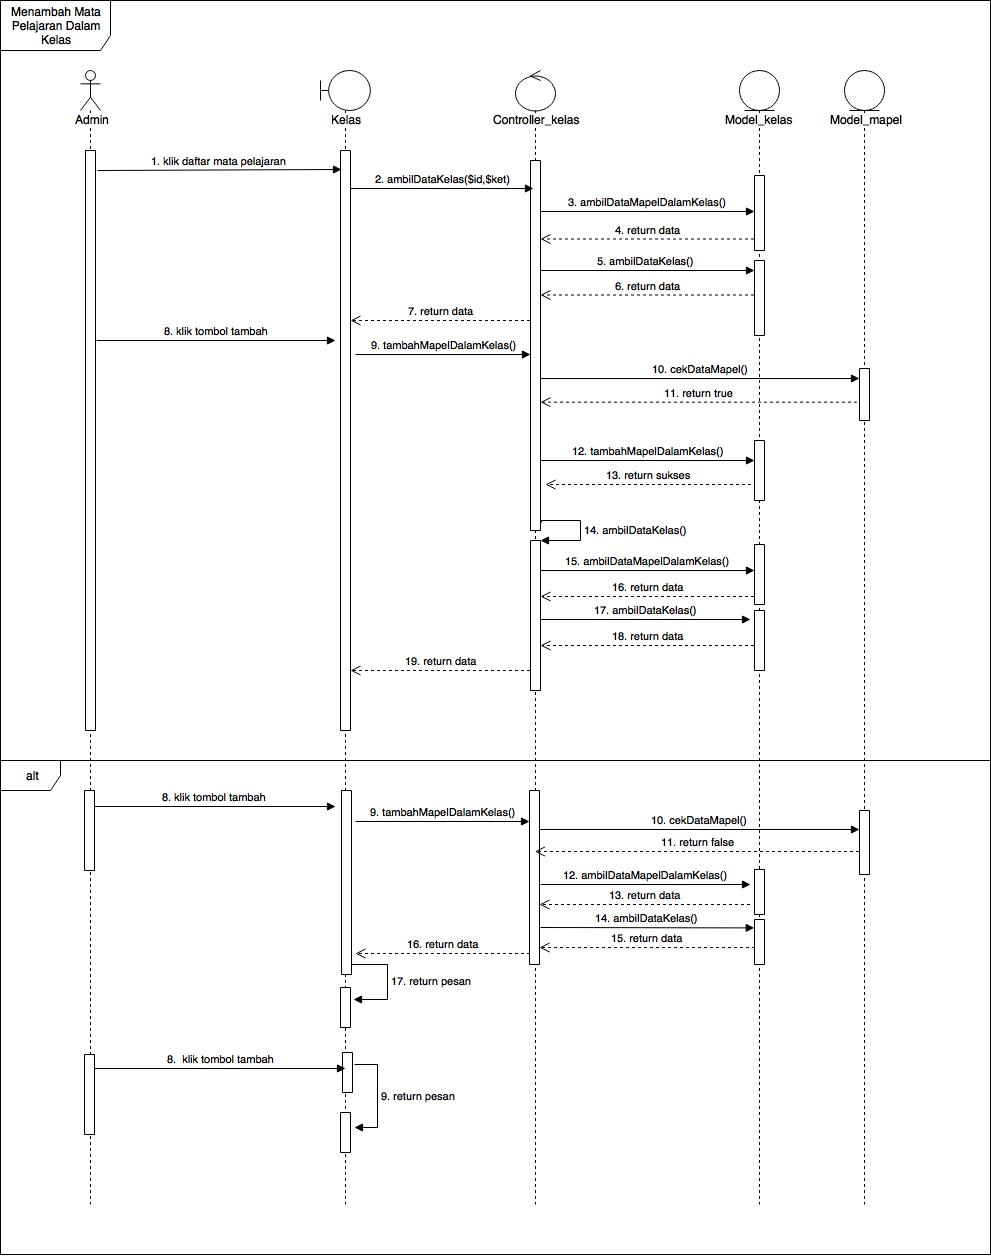 Menambah Mata
Pelajaran Dalam
Kelas
Admin
Kelas
Controller_kelas
Model_kelas
Model_mapel
1. klik daftar mata pelajaran
2. ambilDataKelas($id,$ket)
3. ambilDataMapelDalamKelas()
4. return data
5. ambilDataKelas()
6. return data
7. return data
8. klik tombol tambah
9. tambahMapelDalamKelas()
10. cekDataMapel()
11. return true
12. tambahMapelDalamKelas()
13. return sukses
14. ambilDataKelas()
15. ambilDataMapelDalamKelas()
16. return data
17. ambilDataKelas()
18. return data
19. return data
alt
8. klik tombol tambah
9. tambahMapelDalamKelas()
10. cekDataMapel()
11. return false
12. ambilDataMapelDalamKelas()
13. return data
14. ambilDataKelas()
15. return data
16. return data
17. return pesan
8. klik tombol tambah
9. return pesan